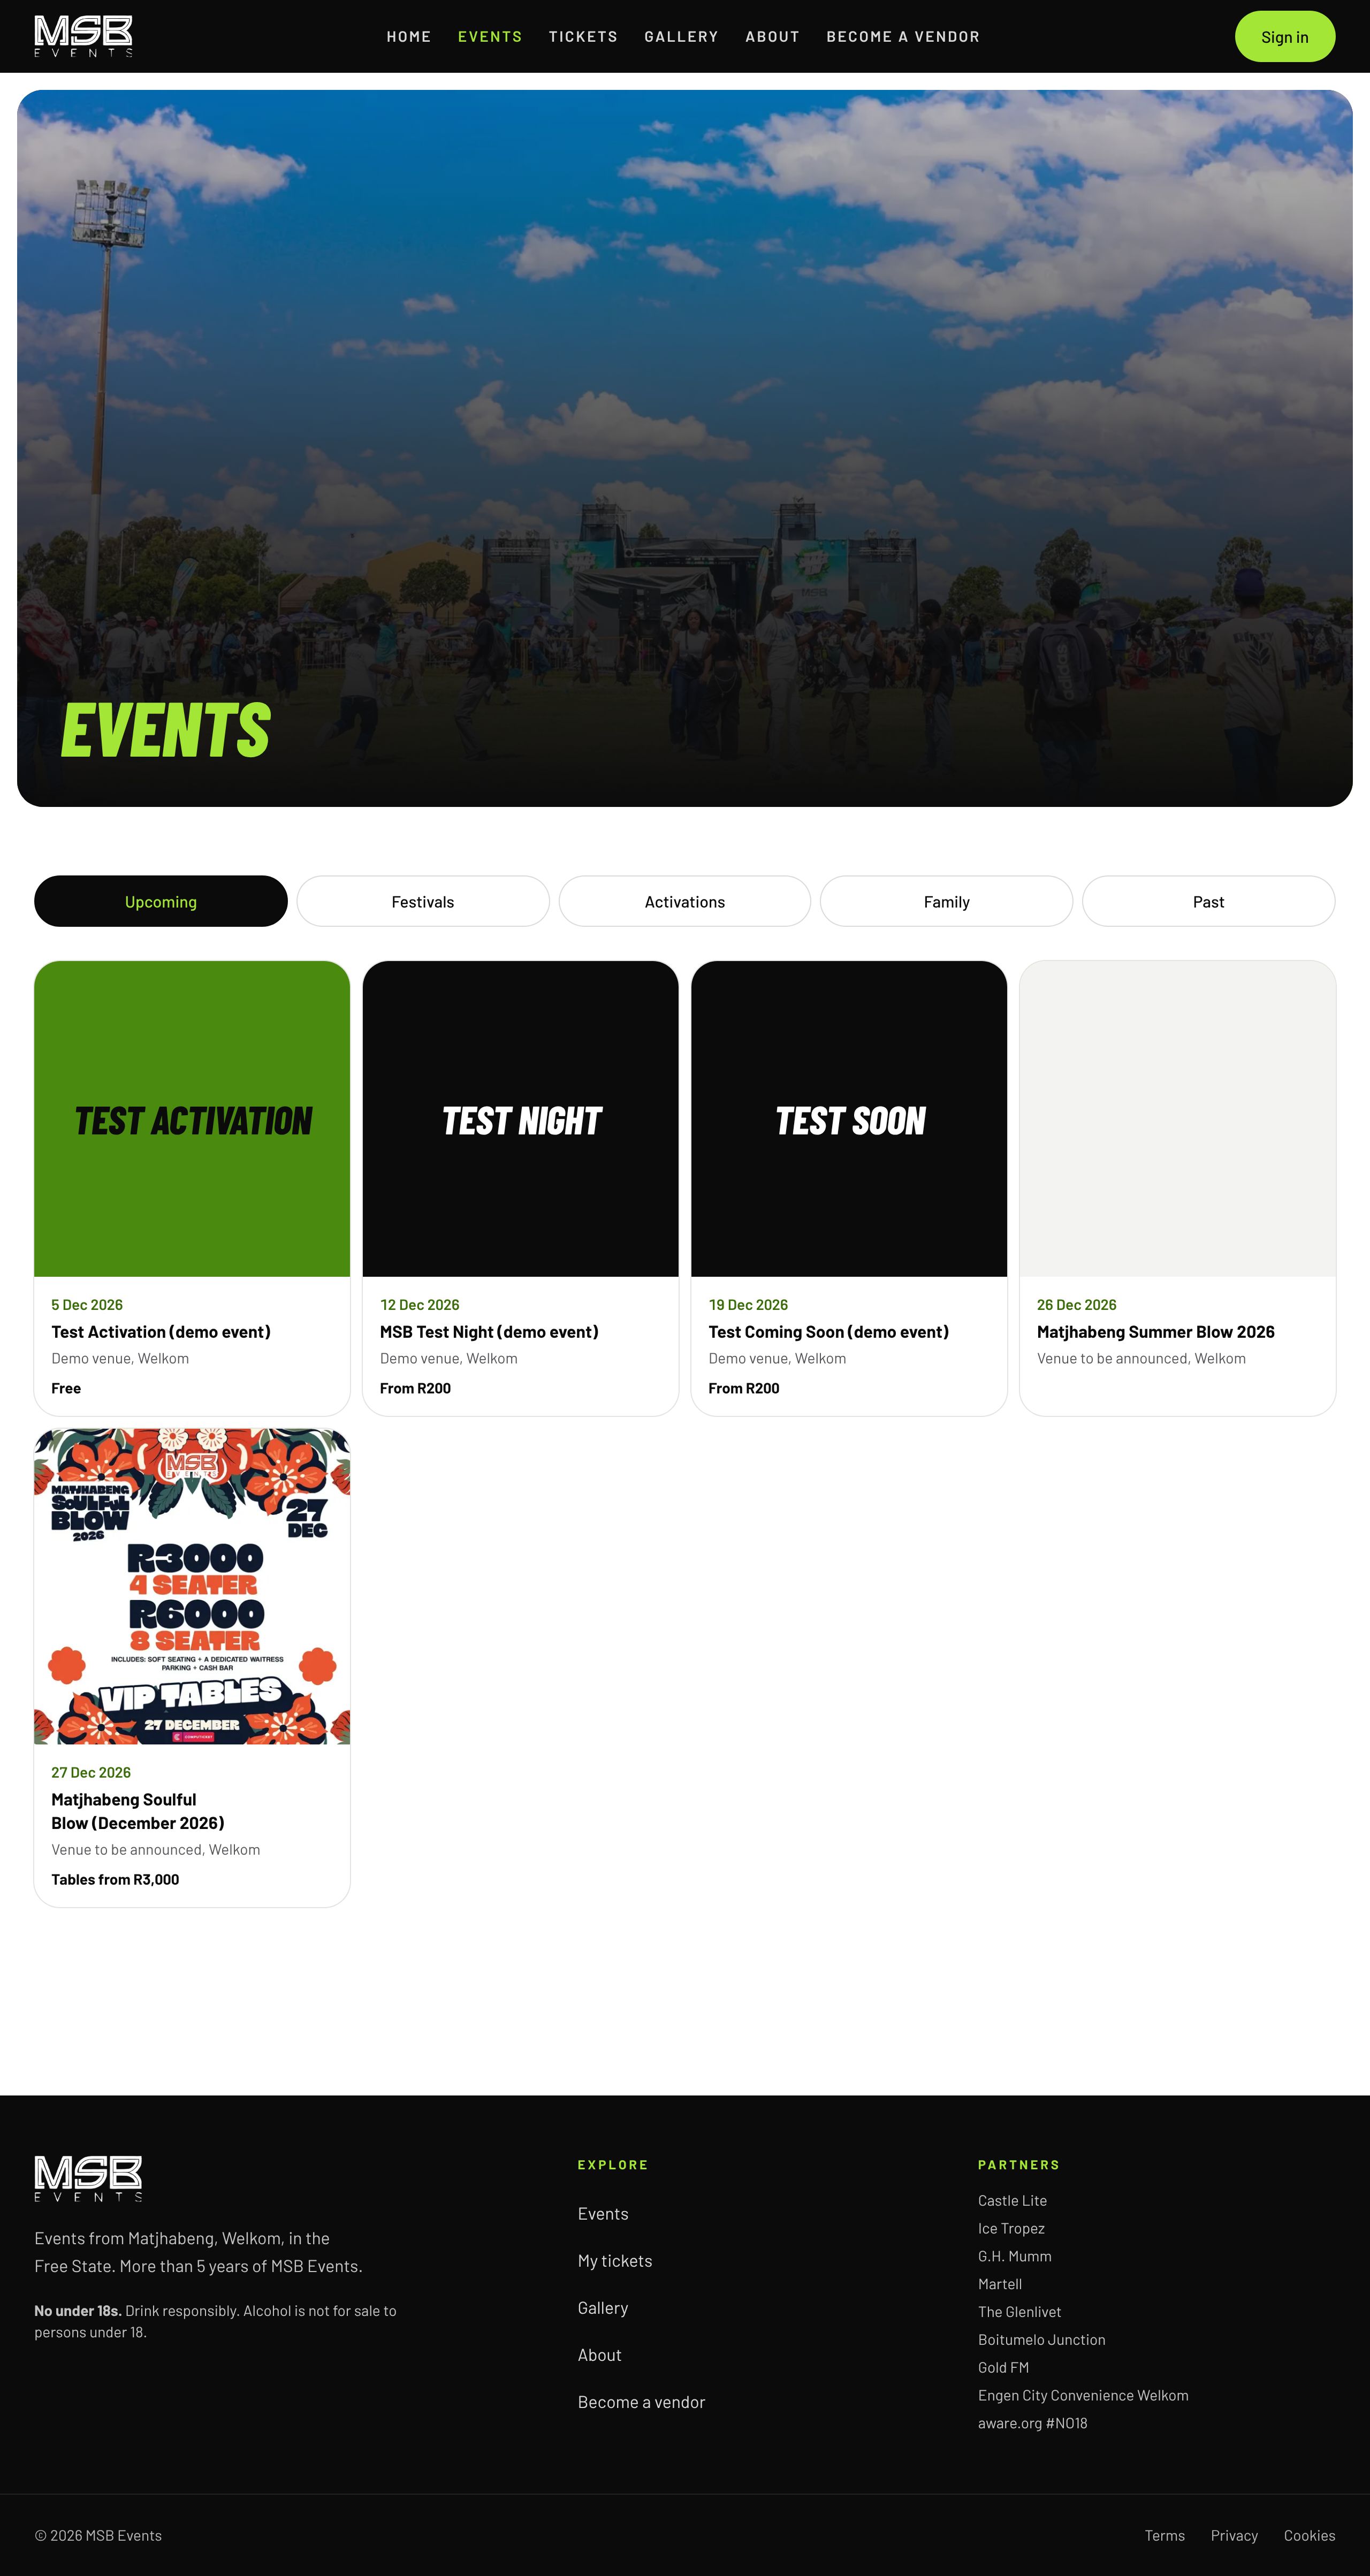 MSB
EVENTS
HOME
EVENTS
TICKETS
GALLERY
ABOUT
BECOME A VENDOR
Sign in
EVENTS
Upcoming
Festivals
Activations
Family
Past
TEST ACTIVATION
5 Dec 2026
Test Activation (demo event)
Demo venue, Welkom
Free
TEST NIGHT
12 Dec 2026
MSB Test Night (demo event)
Demo venue, Welkom
From R200
TEST SOON
19 Dec 2026
Test Coming Soon (demo event)
Demo venue, Welkom
From R200
26 Dec 2026
Matjhabeng Summer Blow 2026
Venue to be announced, Welkom
MSB
EVENTS
MATJHABENG
SOULFUL
BLOW
2026
27
DEC
R3000
4 SEATER
R6000
8 SEATER
INCLUDES: SOFT SEATING + A DEDICATED WAITRESS
PARKING + CASH BAR
VIP TABLES
27 DECEMBER
COMPUTICKET
27 Dec 2026
Matjhabeng Soulful
Blow (December 2026)
Venue to be announced, Welkom
Tables from R3,000
MSB
EVENTS
Events from Matjhabeng, Welkom, in the
Free State. More than 5 years of MSB Events.
No under 18s. Drink responsibly. Alcohol is not for sale to
persons under 18.
EXPLORE
Events
My tickets
Gallery
About
Become a vendor
PARTNERS
Castle Lite
Ice Tropez
G.H. Mumm
Martell
The Glenlivet
Boitumelo Junction
Gold FM
Engen City Convenience Welkom
aware.org #NO18
© 2026 MSB Events
Terms
Privacy
Cookies